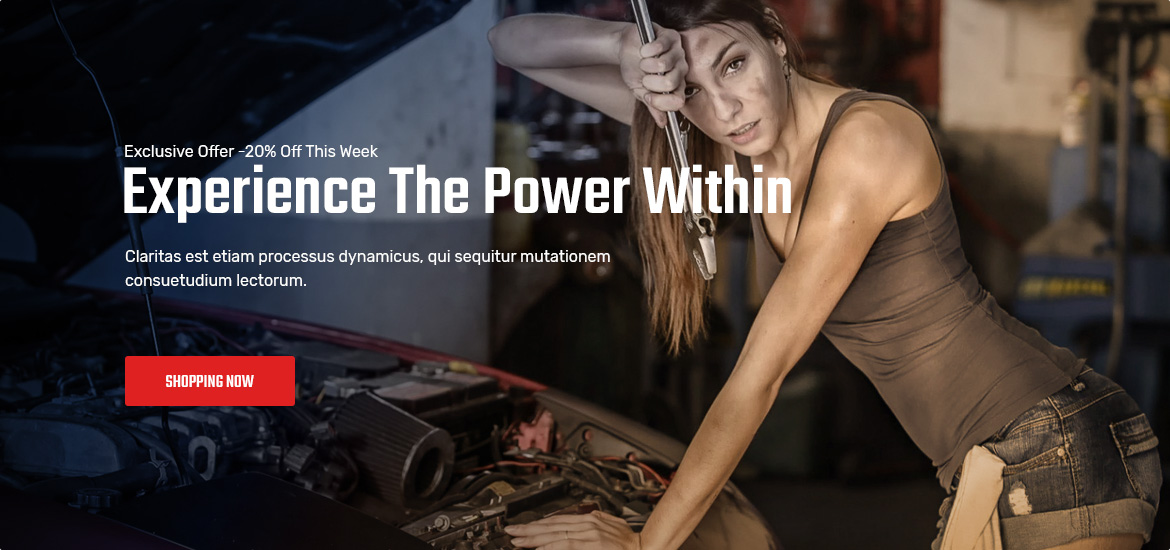 Exclusive Offer -20% Off This Week
Experience The Power Within
Claritas est etiam processus dynamicus, qui sequitur mutationem
consuetudium lectorum.
SHOPPING NOW